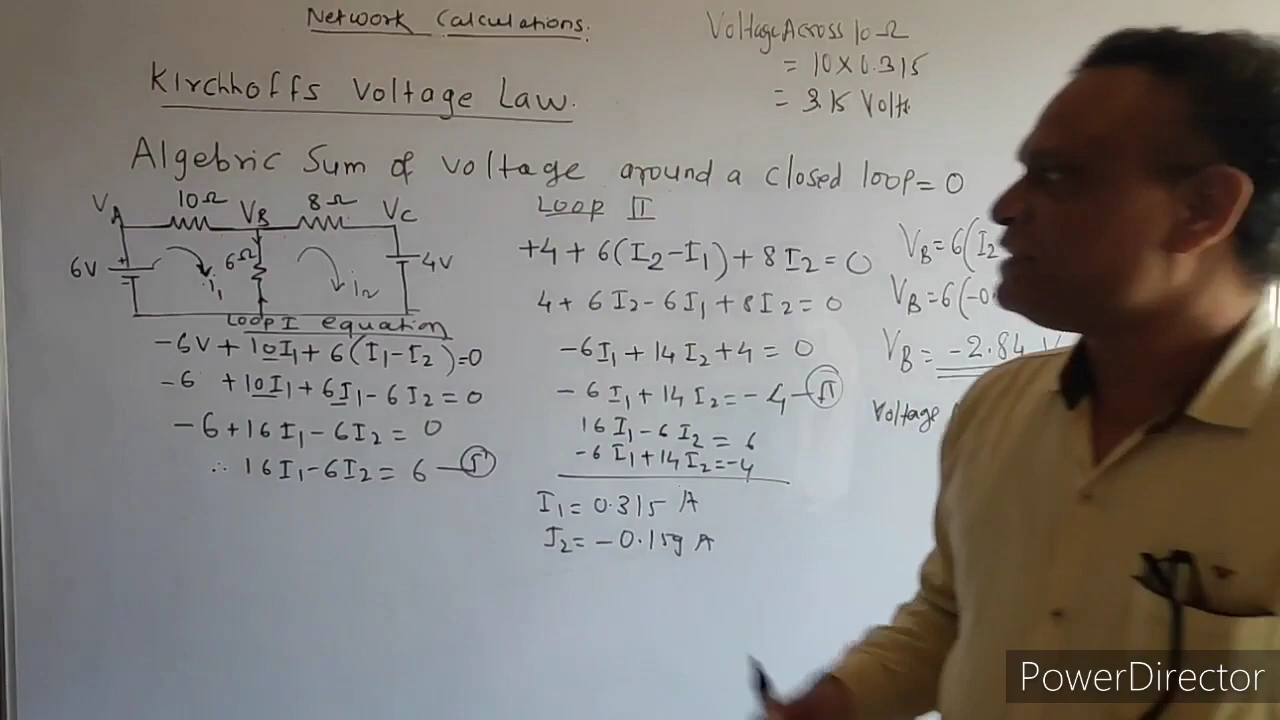 Network Calculations.
Kirchhoffs Voltage Law.
Algebric Sum of voltage around a closed loop = 0
Voltage Across 10 Ω
= 10 X 0.315
= 3.15 Volts
VA 10 Ω VB 8 Ω VC
6V + 6Ω i1 i2 4V
Loop I equation
-6V + 10I1 + 6(I1 - I2) = 0
-6 + 10I1 + 6I1 - 6I2 = 0
-6 + 16I1 - 6I2 = 0
∴ 16I1 - 6I2 = 6 — I
Loop II
+4 + 6(I2 - I1) + 8I2 = 0
4 + 6I2 - 6I1 + 8I2 = 0
-6I1 + 14I2 + 4 = 0
-6I1 + 14I2 = -4 — II
16I1 - 6I2 = 6
-6I1 + 14I2 = -4
I1 = 0.315 A
I2 = -0.159 A
VB = 6(I2
VB = 6(-0.
VB = -2.84 V
Voltage
PowerDirector